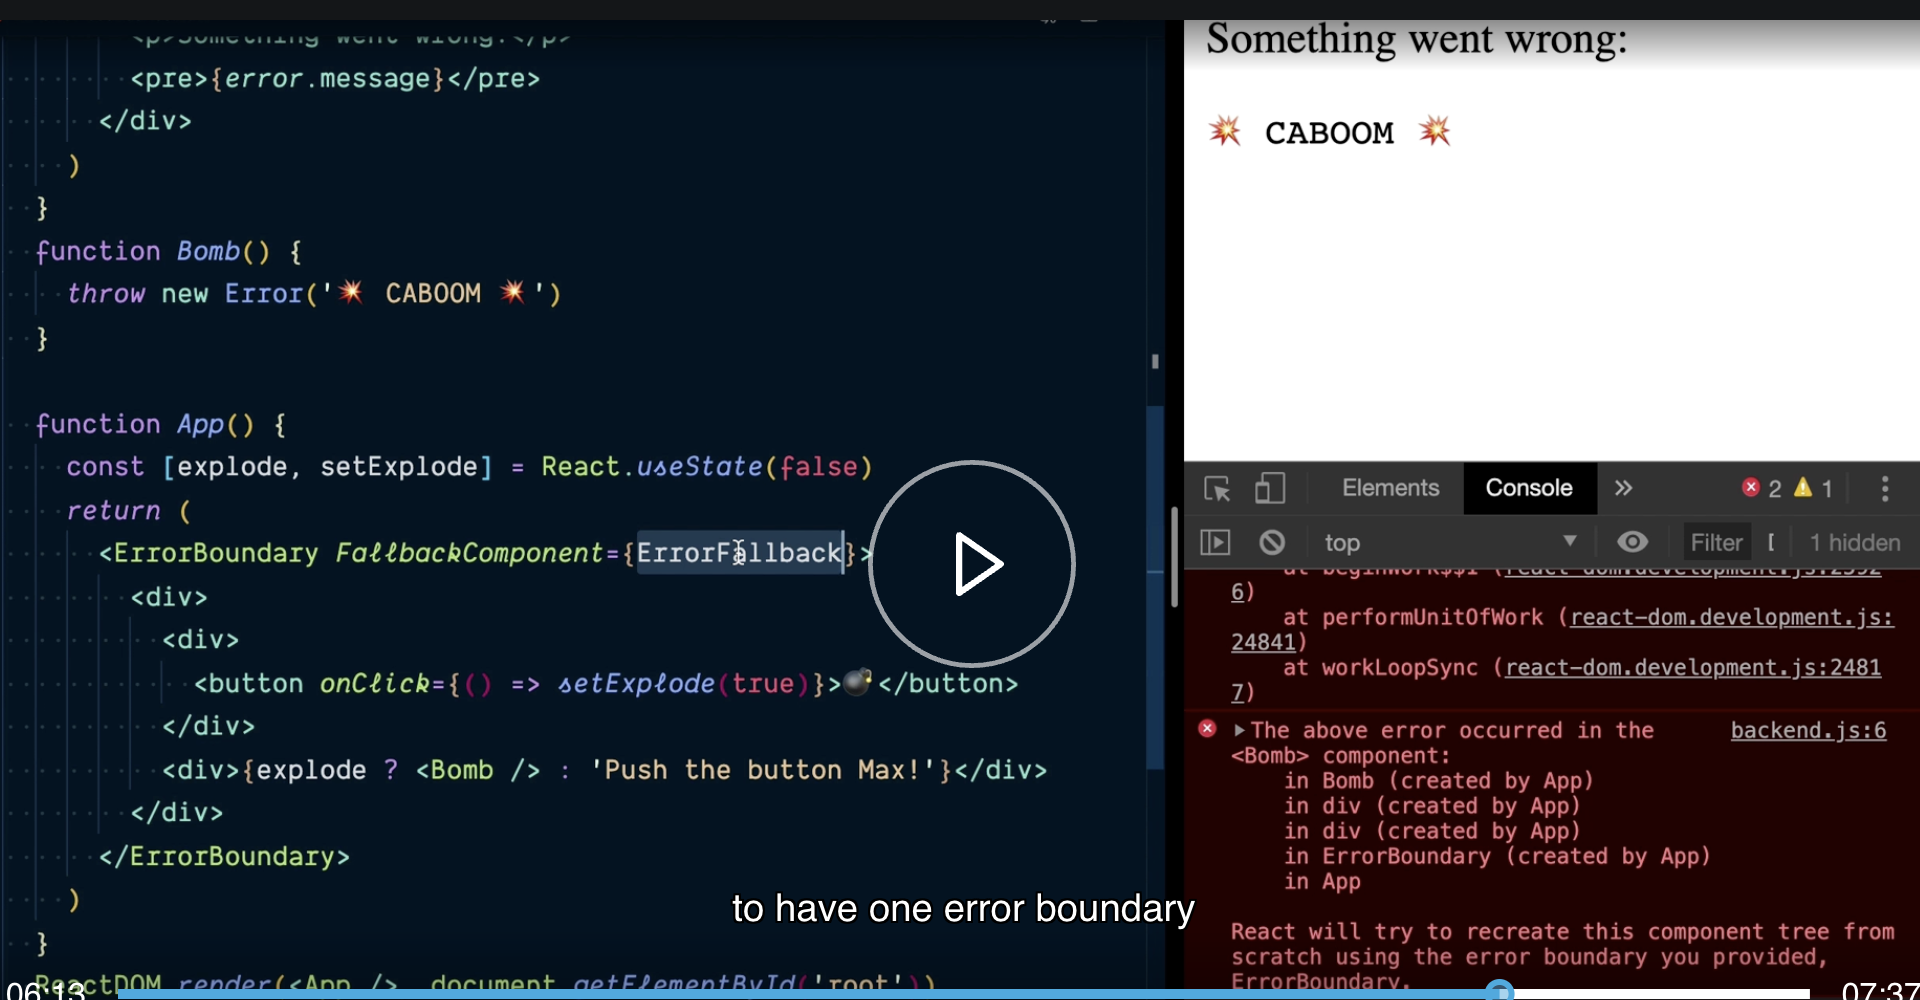 <p>Something went wrong:</p>
<pre>{error.message}</pre>
</div>
)
}
function Bomb() {
throw new Error('💥 CABOOM 💥')
}
function App() {
const [explode, setExplode] = React.useState(false)
return (
<ErrorBoundary FallbackComponent={ErrorFallback}>
<div>
<div>
<button onClick={() => setExplode(true)}>💣</button>
</div>
<div>{explode ? <Bomb /> : 'Push the button Max!'}</div>
</div>
</ErrorBoundary>
)
}
ReactDOM.render(<App />, document.getElementById('root'))
to have one error boundary
06:13
07:37
Something went wrong:
💥 CABOOM 💥
Elements Console » 2 1
top Filter [ 1 hidden
6)
at performUnitOfWork (react-dom.development.js:
24841)
at workLoopSync (react-dom.development.js:2481
7)
The above error occurred in the backend.js:6
<Bomb> component:
in Bomb (created by App)
in div (created by App)
in div (created by App)
in ErrorBoundary (created by App)
in App
React will try to recreate this component tree from
scratch using the error boundary you provided,
ErrorBoundary.